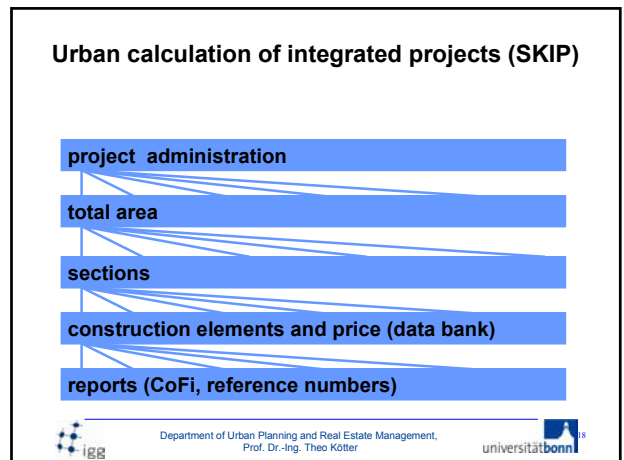 Urban calculation of integrated projects (SKIP)
project administration
total area
sections
construction elements and price (data bank)
reports (CoFi, reference numbers)
igg
Department of Urban Planning and Real Estate Management,
Prof. Dr.-Ing. Theo Kötter
universitätbonn
18